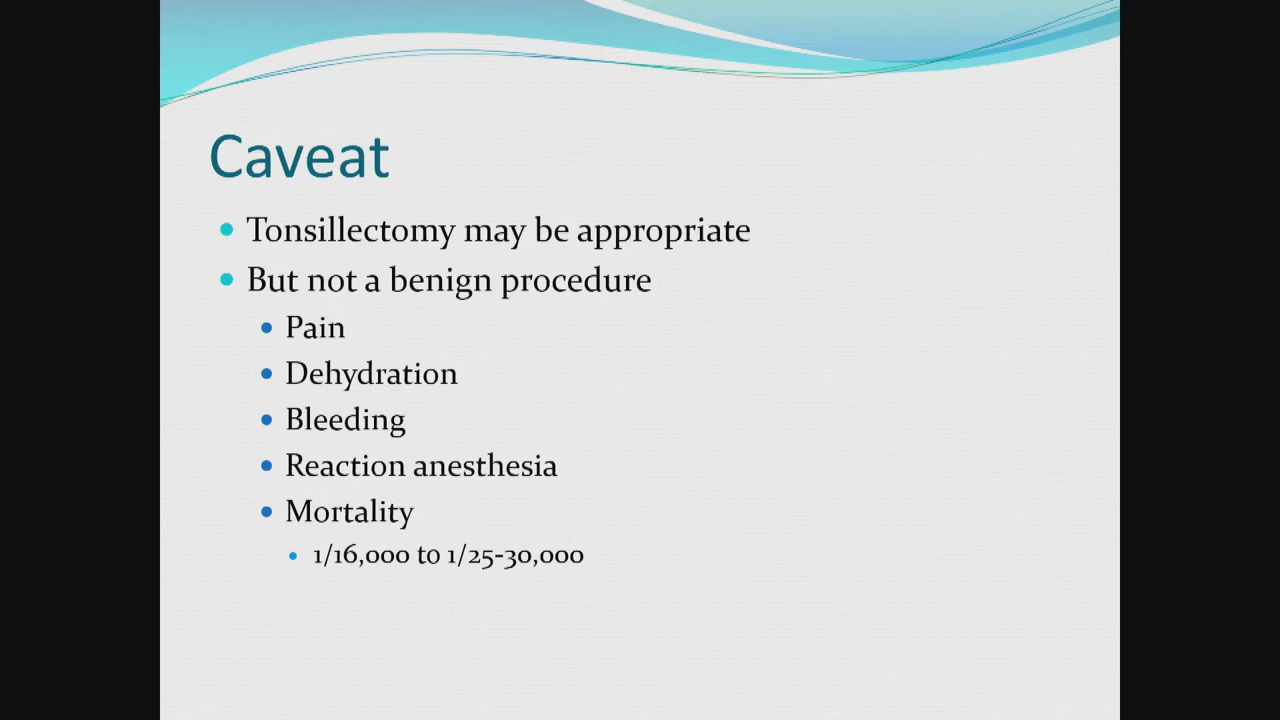 Caveat
Tonsillectomy may be appropriate
But not a benign procedure
Pain
Dehydration
Bleeding
Reaction anesthesia
Mortality
1/16,000 to 1/25-30,000